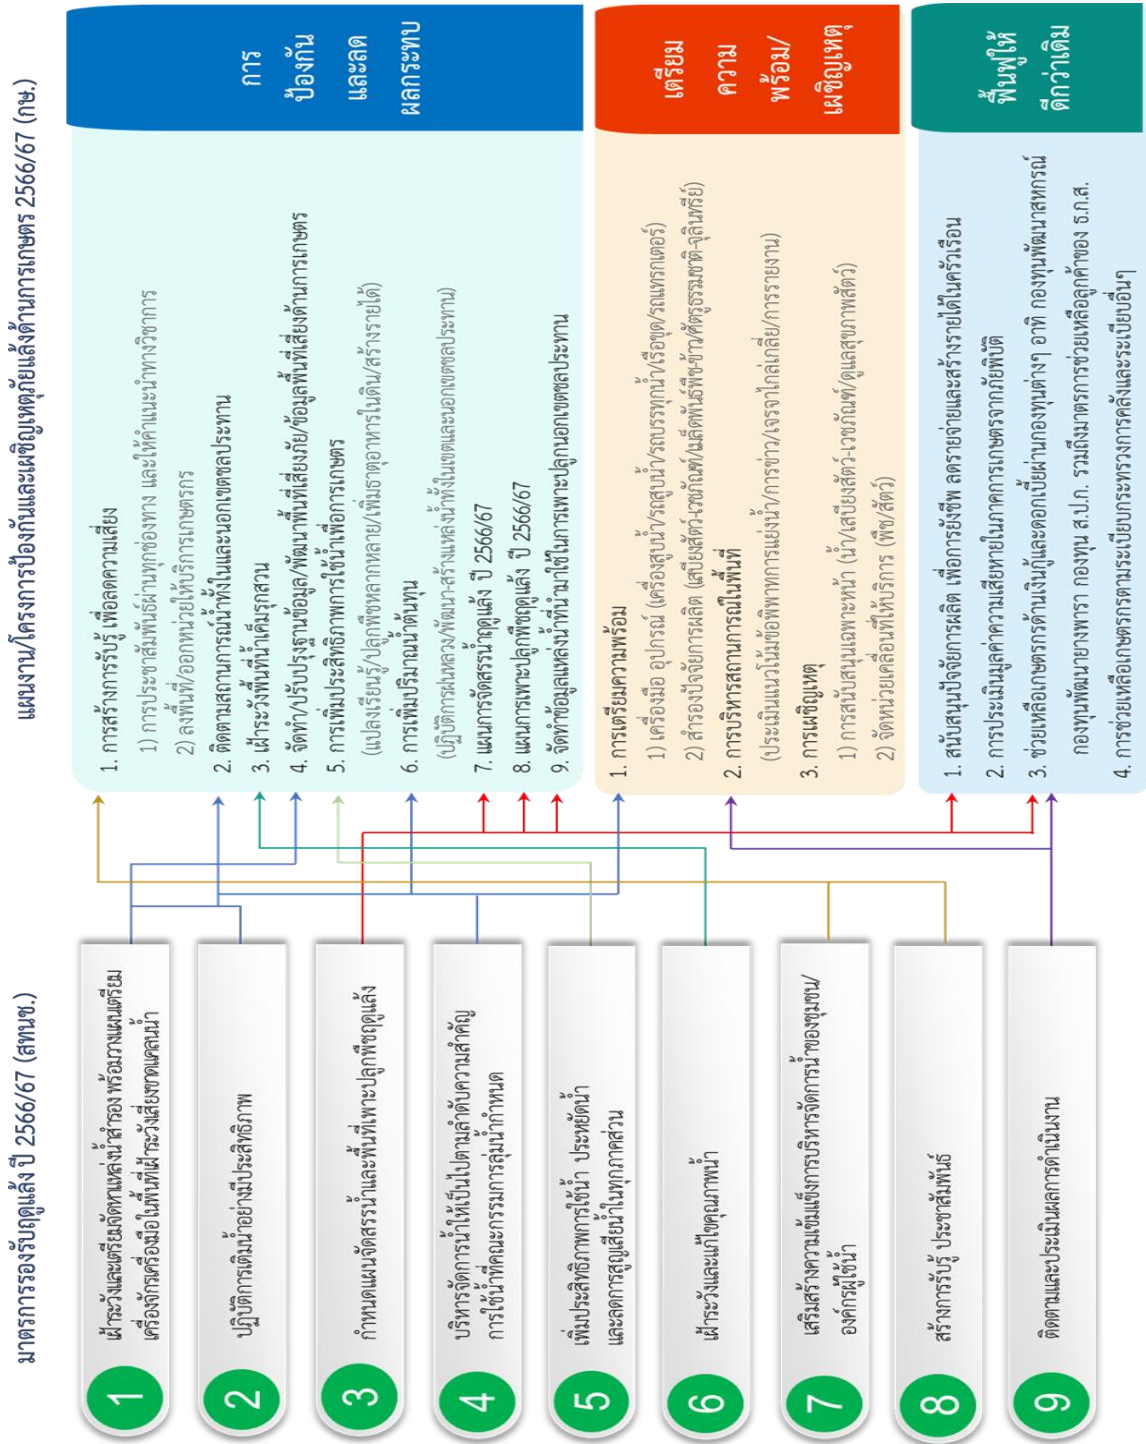 มาตรการรองรับฤดูแล้ง ปี 2566/67 (สทนช.)
1
เฝ้าระวังและเตรียมจัดหาแหล่งน้ำสำรอง พร้อมวางแผนเตรียม
เครื่องจักรเครื่องมือในพื้นที่เฝ้าระวังเสี่ยงขาดแคลนน้ำ
2
ปฏิบัติการเติมน้ำอย่างมีประสิทธิภาพ
3
กำหนดแผนจัดสรรน้ำและพื้นที่เพาะปลูกพืชฤดูแล้ง
4
บริหารจัดการน้ำให้เป็นไปตามลำดับความสำคัญ
การใช้น้ำที่คณะกรรมการลุ่มน้ำกำหนด
5
เพิ่มประสิทธิภาพการใช้น้ำ ประหยัดน้ำ
และลดการสูญเสียน้ำในทุกภาคส่วน
6
เฝ้าระวังและแก้ไขคุณภาพน้ำ
7
เสริมสร้างความเข้มแข็งการบริหารจัดการน้ำของชุมชน/
องค์กรผู้ใช้น้ำ
8
สร้างการรับรู้ ประชาสัมพันธ์
9
ติดตามและประเมินผลการดำเนินงาน
แผนงาน/โครงการป้องกันและเผชิญเหตุภัยแล้งด้านการเกษตร 2566/67 (กษ.)
1. การสร้างการรับรู้ เพื่อลดความเสี่ยง
1) การประชาสัมพันธ์ผ่านทุกช่องทาง และให้คำแนะนำทางวิชาการ
2) ลงพื้นที่/ออกหน่วยให้บริการเกษตรกร
2. ติดตามสถานการณ์น้ำทั้งในและนอกเขตชลประทาน
3. เฝ้าระวังพื้นที่น้ำเค็มรุกสวน
4. จัดทำ/ปรับปรุงฐานข้อมูล/พัฒนาพื้นที่เสี่ยงภัย/ข้อมูลพื้นที่เสี่ยงด้านการเกษตร
5. การเพิ่มประสิทธิภาพการใช้น้ำเพื่อการเกษตร
(แปลงเรียนรู้/ปลูกพืชหลากหลาย/เพิ่มธาตุอาหารในดิน/สร้างรายได้)
6. การเพิ่มปริมาณน้ำต้นทุน
(ปฏิบัติการฝนหลวง/พัฒนา-สร้างแหล่งน้ำทั้งในเขตและนอกเขตชลประทาน)
7. แผนการจัดสรรน้ำฤดูแล้ง ปี 2566/67
8. แผนการเพาะปลูกพืชฤดูแล้ง ปี 2566/67
9. จัดทำข้อมูลแหล่งน้ำที่นำมาใช้ในการเพาะปลูกนอกเขตชลประทาน
การ
ป้องกัน
และลด
ผลกระทบ
1. การเตรียมความพร้อม
1) เครื่องมือ อุปกรณ์ (เครื่องสูบน้ำ/รถสูบน้ำ/รถบรรทุกน้ำ/เรือขุด/รถแทรกเตอร์)
2) สำรองปัจจัยการผลิต (เสบียงสัตว์-เวชภัณฑ์/เมล็ดพันธุ์พืช-ข้าว/ศัตรูธรรมชาติ-จุลินทรีย์)
2. การบริหารสถานการณ์ในพื้นที่
(ประเมินแนวโน้มข้อพิพาทการแย่งน้ำ/การข่าว/เจรจาไกล่เกลี่ย/การรายงาน)
3. การเผชิญเหตุ
1) การสนับสนุนเฉพาะหน้า (น้ำ/เสบียงสัตว์-เวชภัณฑ์/ดูแลสุขภาพสัตว์)
2) จัดหน่วยเคลื่อนที่ให้บริการ (พืช/สัตว์)
เตรียม
ความ
พร้อม/
เผชิญเหตุ
1. สนับสนุนปัจจัยการผลิต เพื่อการยังชีพ ลดรายจ่ายและสร้างรายได้ในครัวเรือน
2. การประเมินมูลค่าความเสียหายในภาคการเกษตรจากภัยพิบัติ
3. ช่วยเหลือเกษตรกรด้านเงินกู้และดอกเบี้ยผ่านกองทุนต่างๆ อาทิ กองทุนพัฒนาสหกรณ์
กองทุนพัฒนายางพารา กองทุน ส.ป.ก. รวมถึงมาตรการช่วยเหลือลูกค้าของ ธ.ก.ส.
4. การช่วยเหลือเกษตรกรตามระเบียบกระทรวงการคลังและระเบียบอื่นๆ
ฟื้นฟูให้
ดีกว่าเดิม